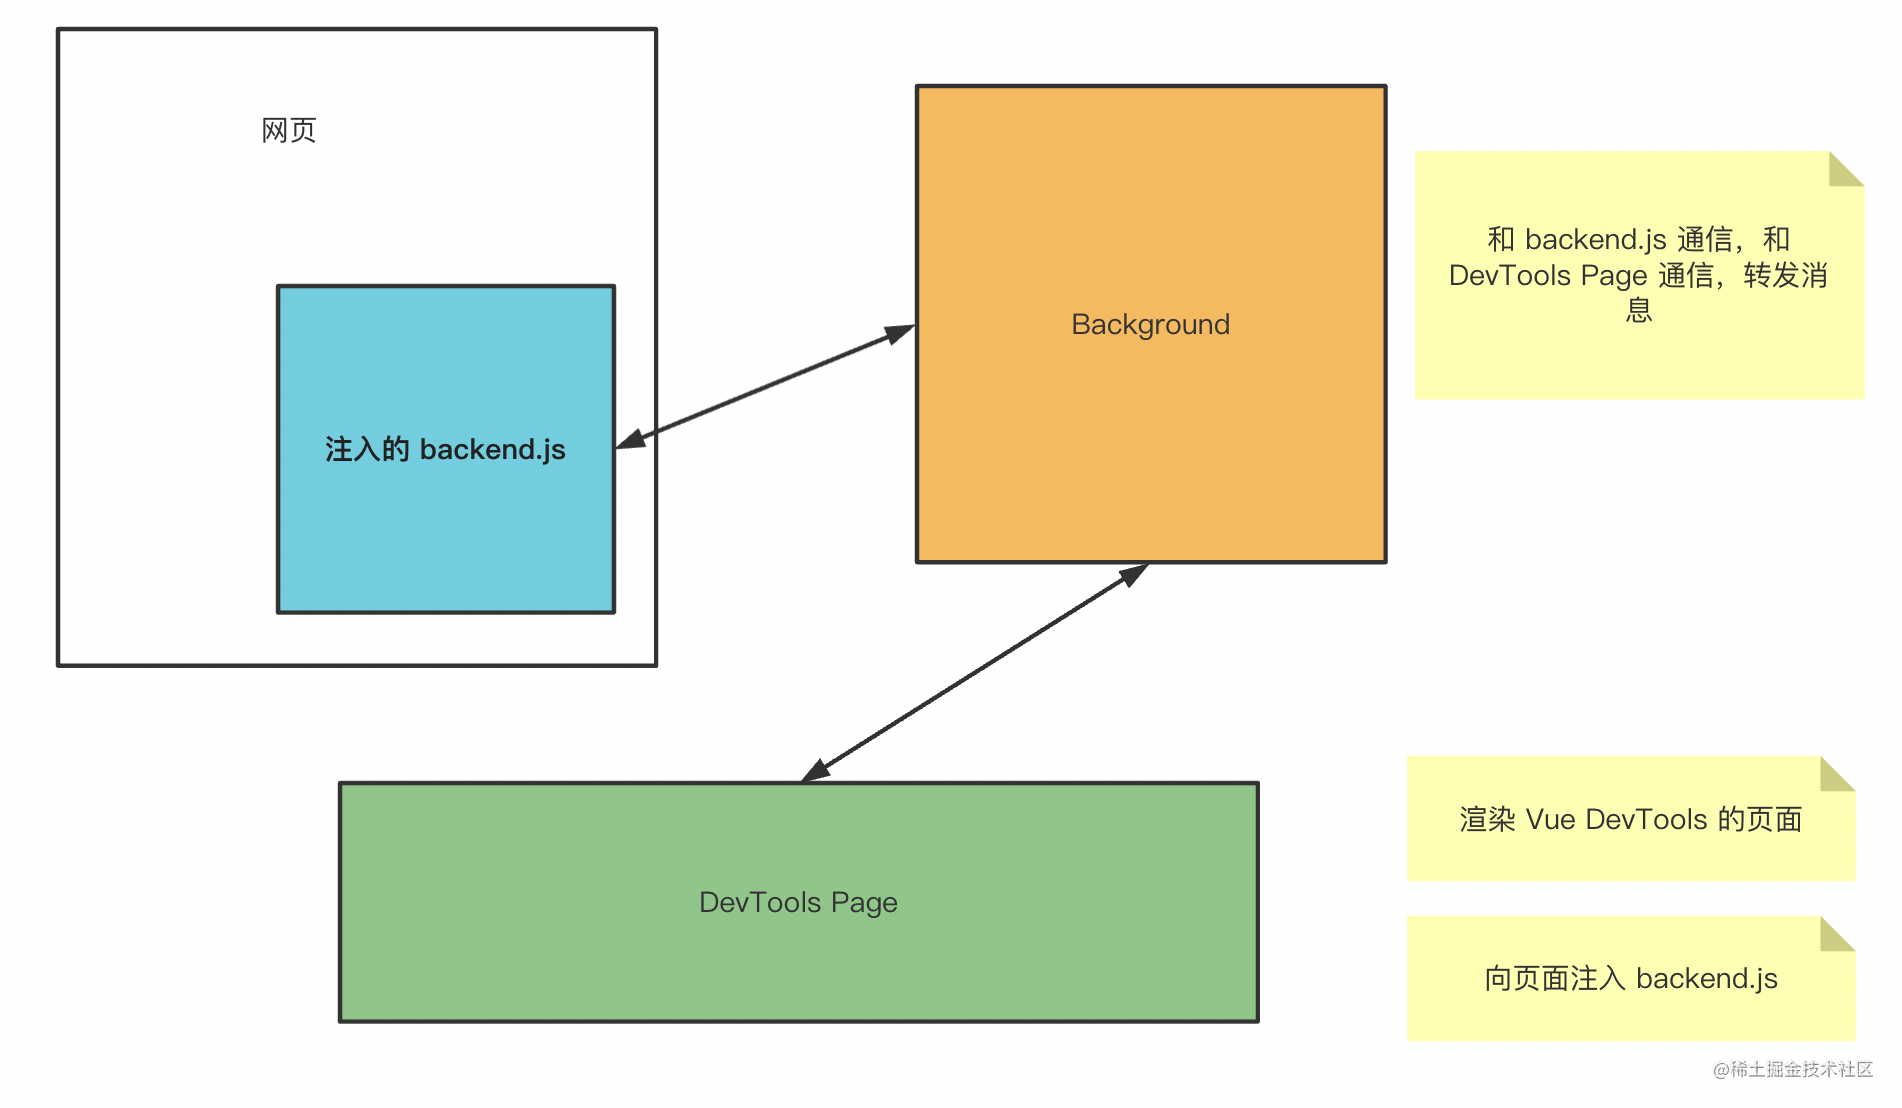 网页
注入的 backend.js
Background
和 backend.js 通信，和
DevTools Page 通信，转发消
息
DevTools Page
渲染 Vue DevTools 的页面
向页面注入 backend.js
@稀土掘金技术社区